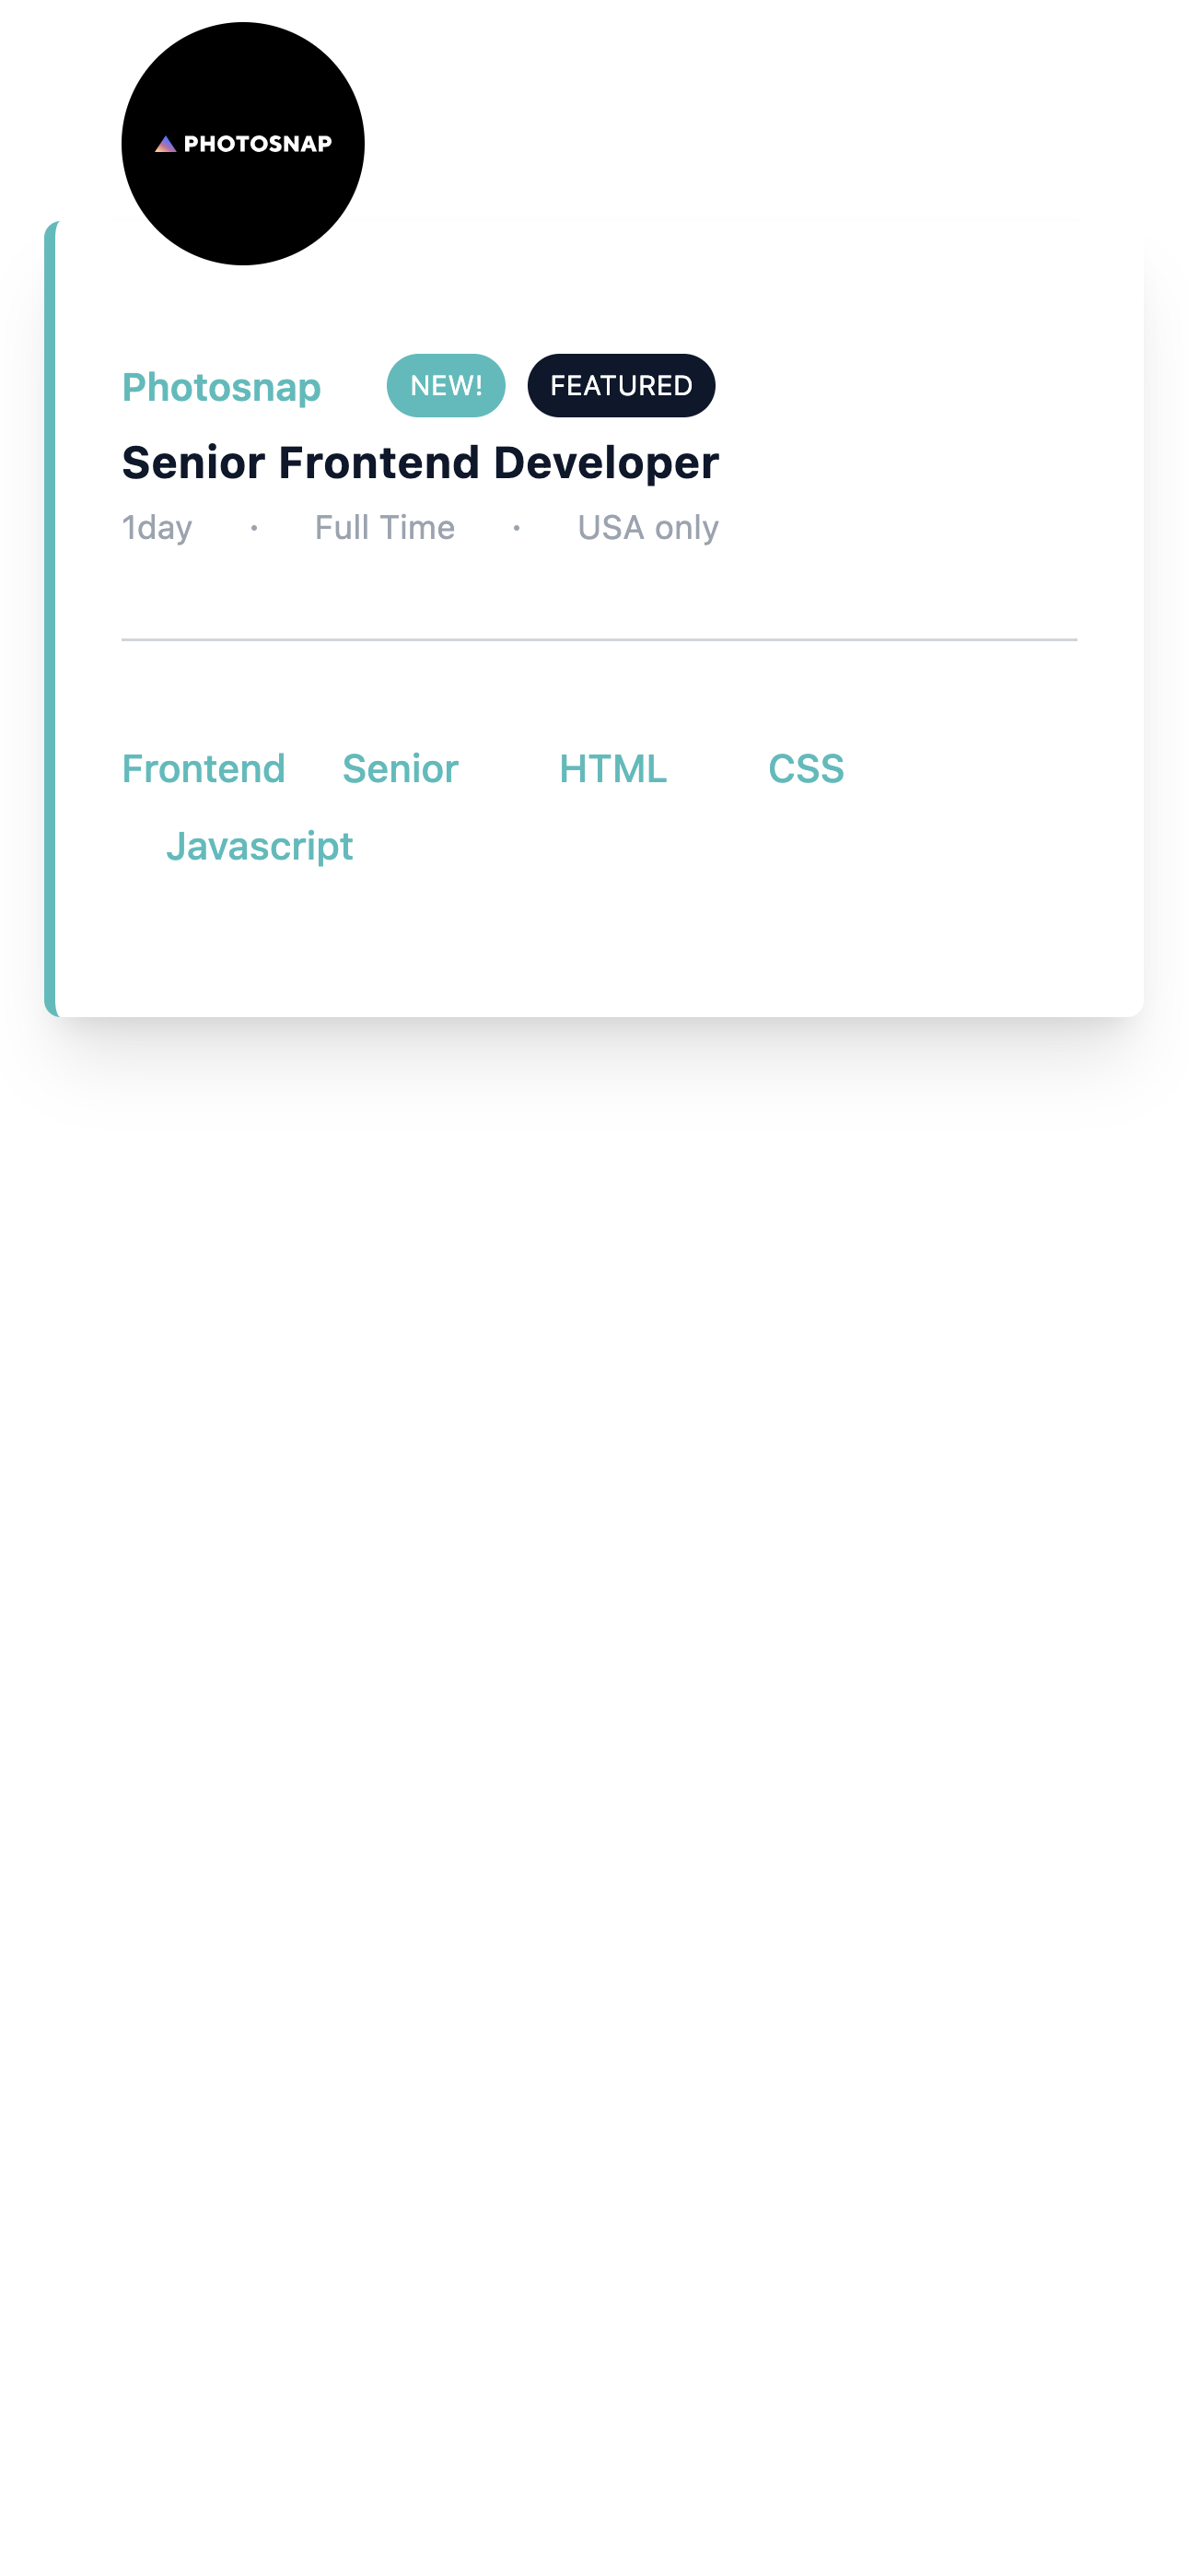 PHOTOSNAP
Photosnap NEW! FEATURED
Senior Frontend Developer
1day · Full Time · USA only
Frontend Senior HTML CSS
Javascript